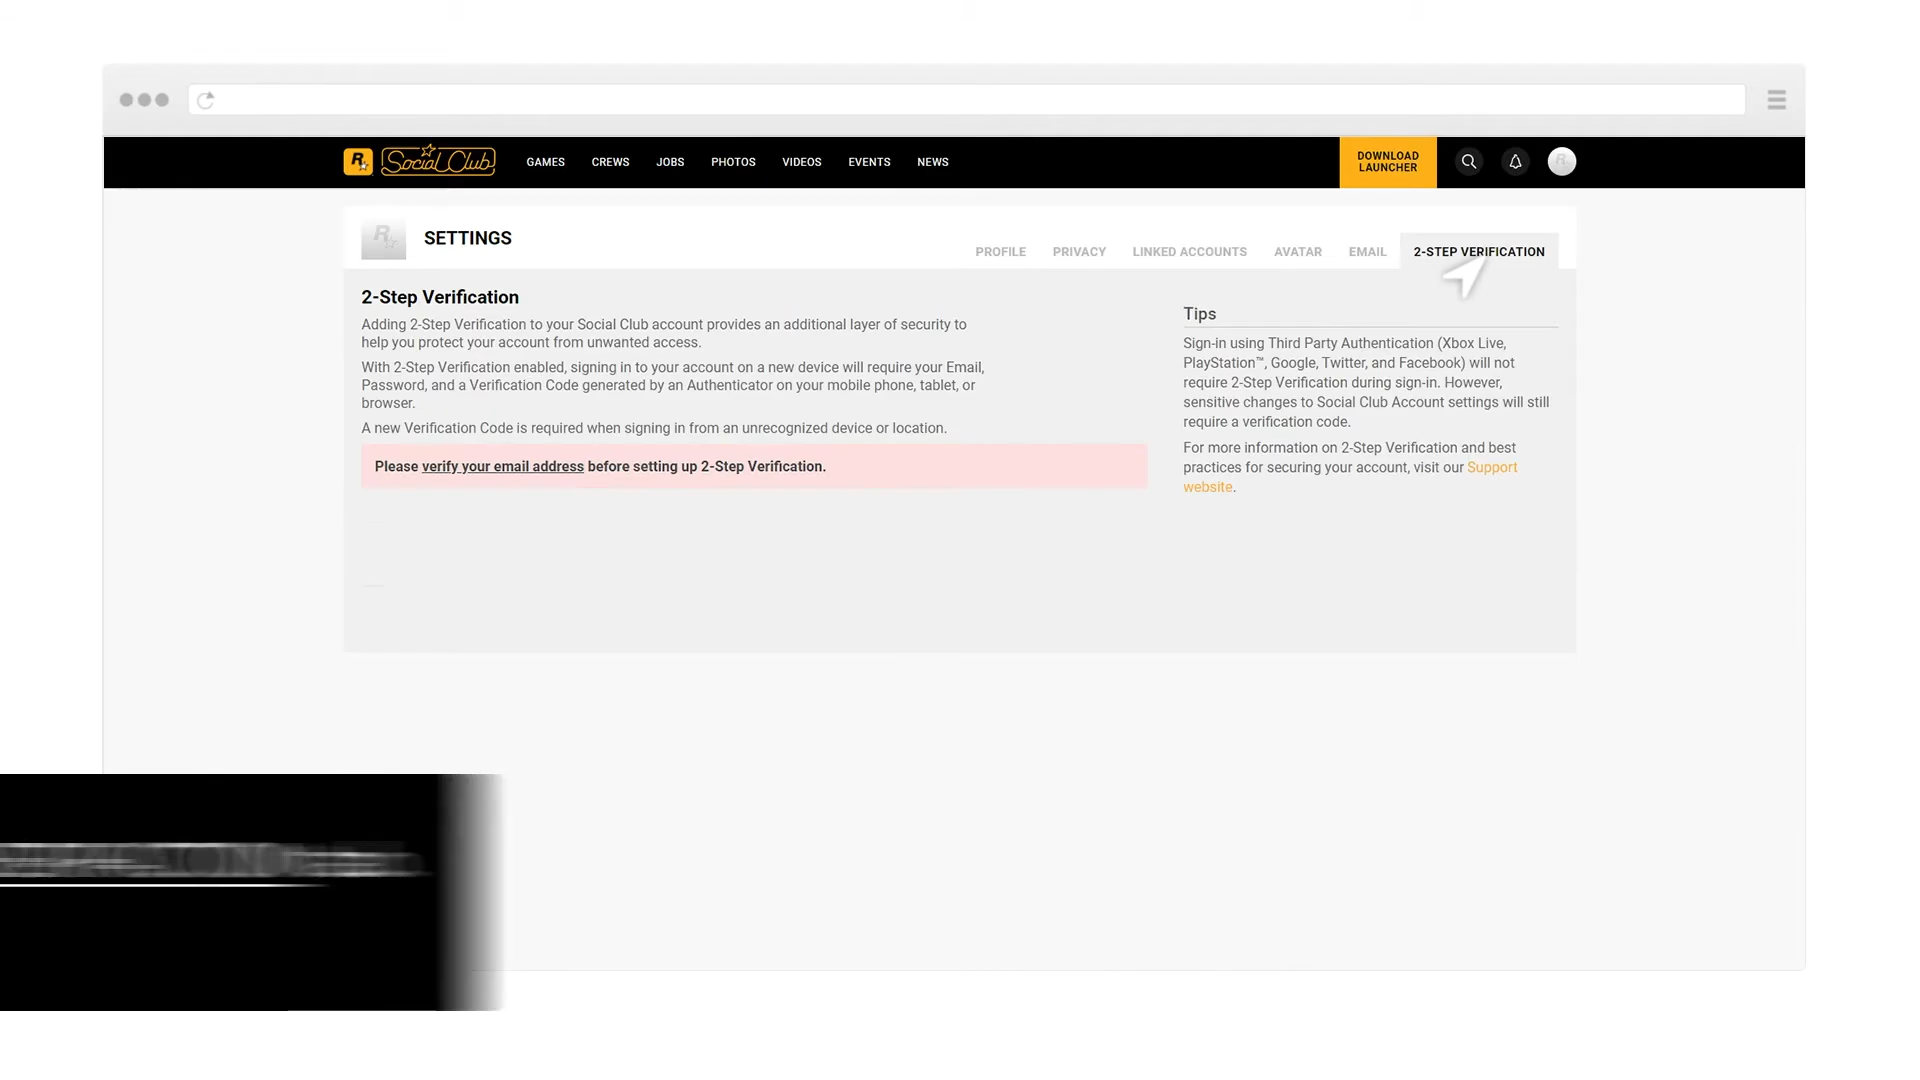 R
Social Club
GAMES
CREWS
JOBS
PHOTOS
VIDEOS
EVENTS
NEWS
DOWNLOAD
LAUNCHER
SETTINGS
PROFILE
PRIVACY
LINKED ACCOUNTS
AVATAR
EMAIL
2-STEP VERIFICATION
2-Step Verification
Adding 2-Step Verification to your Social Club account provides an additional layer of security to
help you protect your account from unwanted access.
With 2-Step Verification enabled, signing in to your account on a new device will require your Email,
Password, and a Verification Code generated by an Authenticator on your mobile phone, tablet, or
browser.
A new Verification Code is required when signing in from an unrecognized device or location.
Please verify your email address before setting up 2-Step Verification.
Tips
Sign-in using Third Party Authentication (Xbox Live,
PlayStation™, Google, Twitter, and Facebook) will not
require 2-Step Verification during sign-in. However,
sensitive changes to Social Club Account settings will still
require a verification code.
For more information on 2-Step Verification and best
practices for securing your account, visit our Support
website.